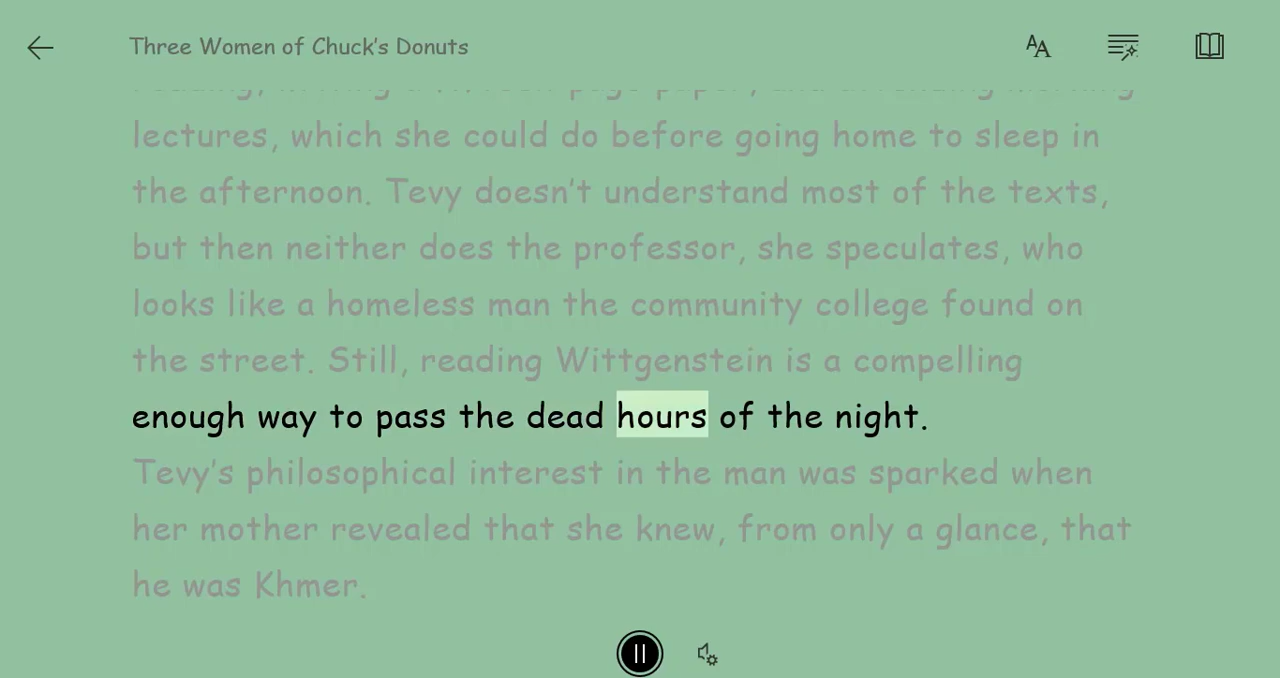 Three Women of Chuck's Donuts
AA
lectures, which she could do before going home to sleep in
the afternoon. Tevy doesn't understand most of the texts,
but then neither does the professor, she speculates, who
looks like a homeless man the community college found on
the street. Still, reading Wittgenstein is a compelling
enough way to pass the dead hours of the night.
Tevy's philosophical interest in the man was sparked when
her mother revealed that she knew, from only a glance, that
he was Khmer.